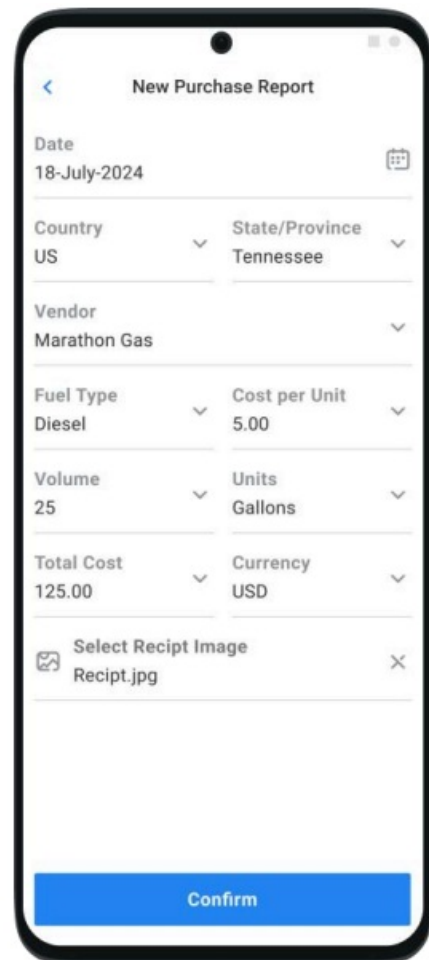 New Purchase Report
Date
18-July-2024
Country
US
State/Province
Tennessee
Vendor
Marathon Gas
Fuel Type
Diesel
Cost per Unit
5.00
Volume
25
Units
Gallons
Total Cost
125.00
Currency
USD
Select Recipt Image
Recipt.jpg
Confirm